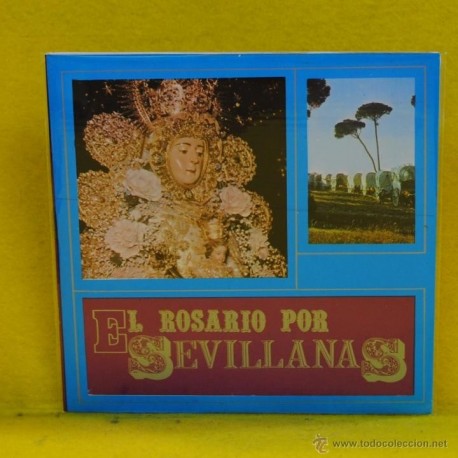 EL ROSARIO POR
SEVILLANAS
www.todocoleccion.net